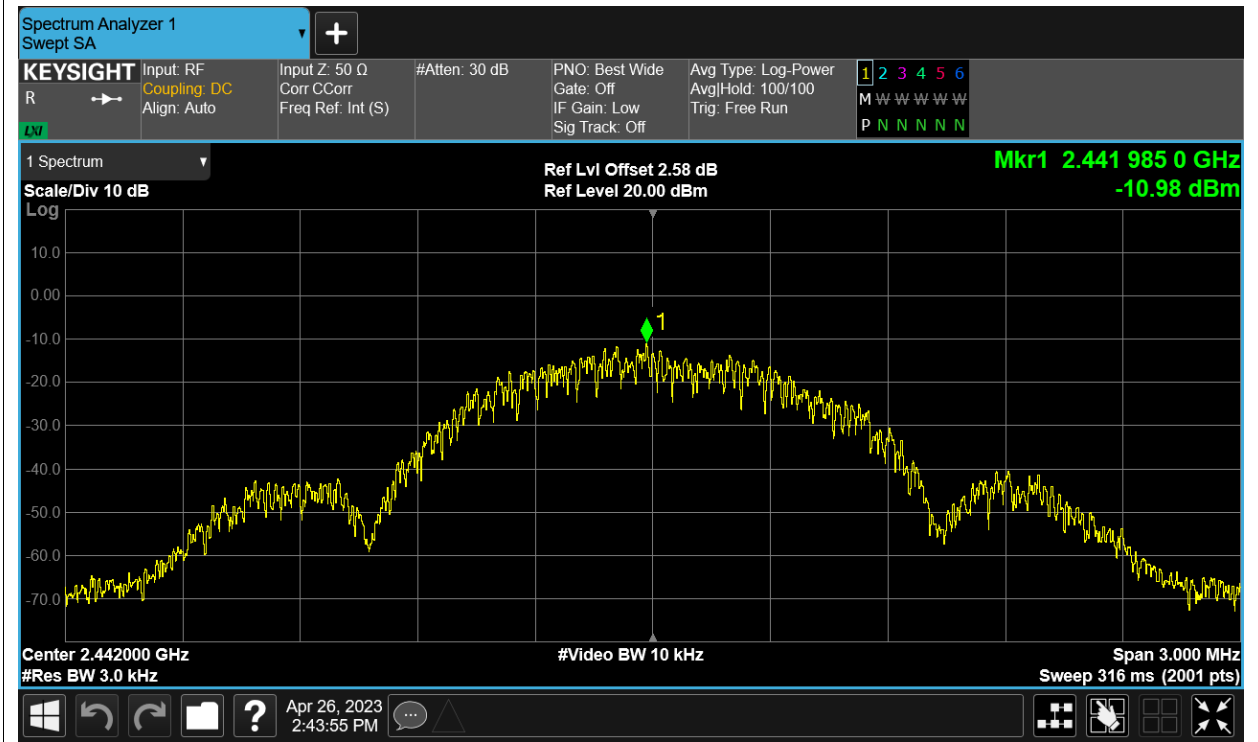 Spectrum Analyzer 1
Swept SA
+
KEYSIGHT
R
LXI
Input: RF
Coupling: DC
Align: Auto
Input Z: 50 Ω
Corr CCorr
Freq Ref: Int (S)
#Atten: 30 dB
PNO: Best Wide
Gate: Off
IF Gain: Low
Sig Track: Off
Avg Type: Log-Power
Avg|Hold: 100/100
Trig: Free Run
1 2 3 4 5 6
M W W W W W W
P N N N N N N
1 Spectrum
Scale/Div 10 dB
Log
Ref Lvl Offset 2.58 dB
Ref Level 20.00 dBm
Mkr1 2.441 985 0 GHz
-10.98 dBm
10.0
0.00
-10.0
-20.0
-30.0
-40.0
-50.0
-60.0
-70.0
1
Center 2.442000 GHz
#Res BW 3.0 kHz
#Video BW 10 kHz
Span 3.000 MHz
Sweep 316 ms (2001 pts)
?
Apr 26, 2023
2:43:55 PM